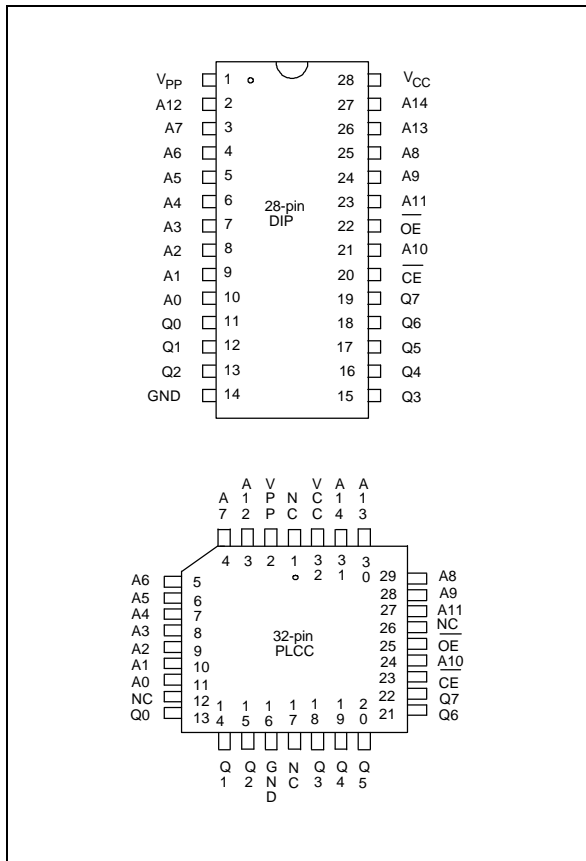 V_PP 1 28 V_CC
A12 2 27 A14
A7 3 26 A13
A6 4 25 A8
A5 5 24 A9
A4 6 23 A11
28-pin
DIP
A3 7 22 O̅E̅
A2 8 21 A10
A1 9 20 C̅E̅
A0 10 19 Q7
Q0 11 18 Q6
Q1 12 17 Q5
Q2 13 16 Q4
GND 14 15 Q3
A7 A12 VPP NC VCC A14 A13
4 3 2 1 32 31 30
A6 5 29 A8
A5 6 28 A9
A4 7 27 A11
A3 8 26 NC
32-pin
PLCC
A2 9 25 O̅E̅
A1 10 24 A10
A0 11 23 C̅E̅
NC 12 22 Q7
Q0 13 21 Q6
14 15 16 17 18 19 20
Q1 Q2 GND NC Q3 Q4 Q5